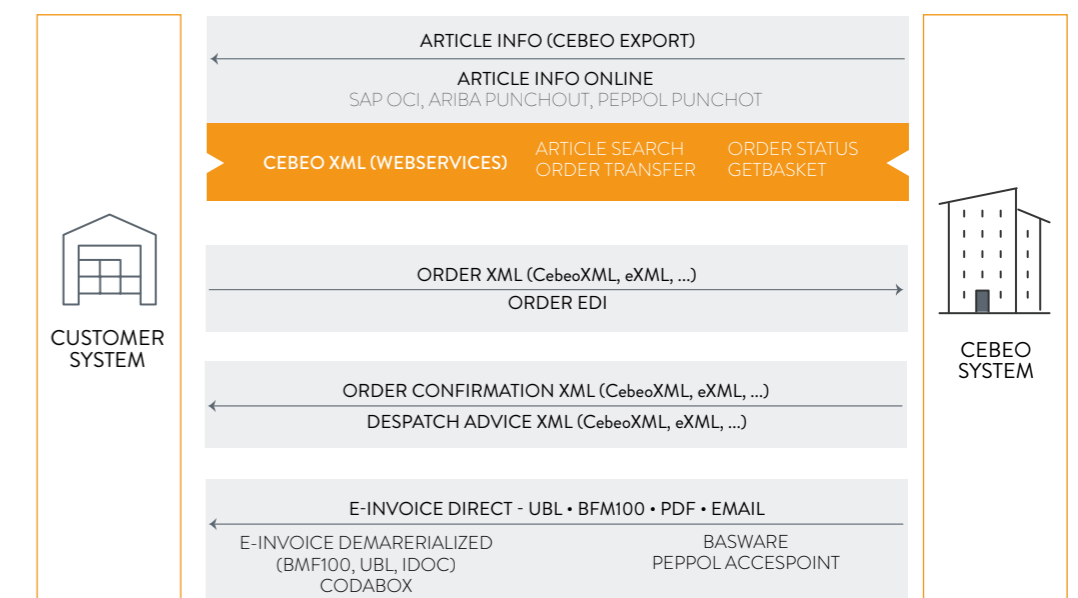 ARTICLE INFO (CEBEO EXPORT)
ARTICLE INFO ONLINE
SAP OCI, ARIBA PUNCHOUT, PEPPOL PUNCHOT
CEBEO XML (WEBSERVICES)
ARTICLE SEARCH
ORDER TRANSFER
ORDER STATUS
GETBASKET
CUSTOMER
SYSTEM
ORDER XML (CebeoXML, eXML, ...)
ORDER EDI
CEBEO
SYSTEM
ORDER CONFIRMATION XML (CebeoXML, eXML, ...)
DESPATCH ADVICE XML (CebeoXML, eXML, ...)
E-INVOICE DIRECT - UBL • BFM100 • PDF • EMAIL
E-INVOICE DEMARERIALIZED
(BMF100, UBL, IDOC)
CODABOX
BASWARE
PEPPOL ACCESPOINT